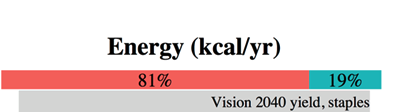 Energy (kcal/yr)
81% 19%
Vision 2040 yield, staples